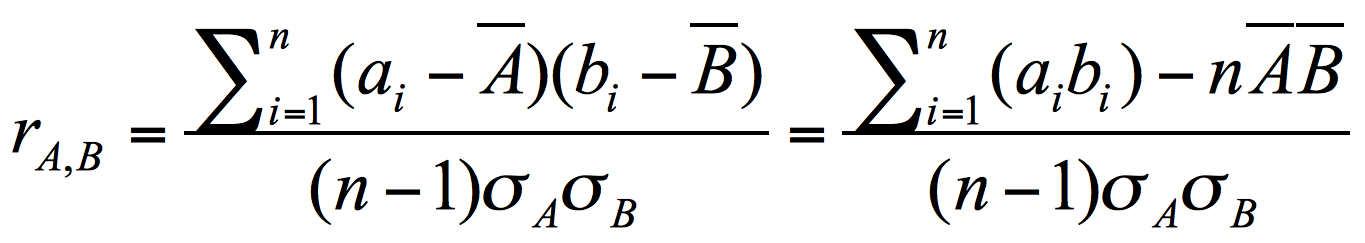 r_{A,B} = \frac{\sum_{i=1}^{n} (a_i - \overline{A})(b_i - \overline{B})}{(n-1)\sigma_A \sigma_B} = \frac{\sum_{i=1}^{n} (a_i b_i) - n\overline{A}\,\overline{B}}{(n-1)\sigma_A \sigma_B}